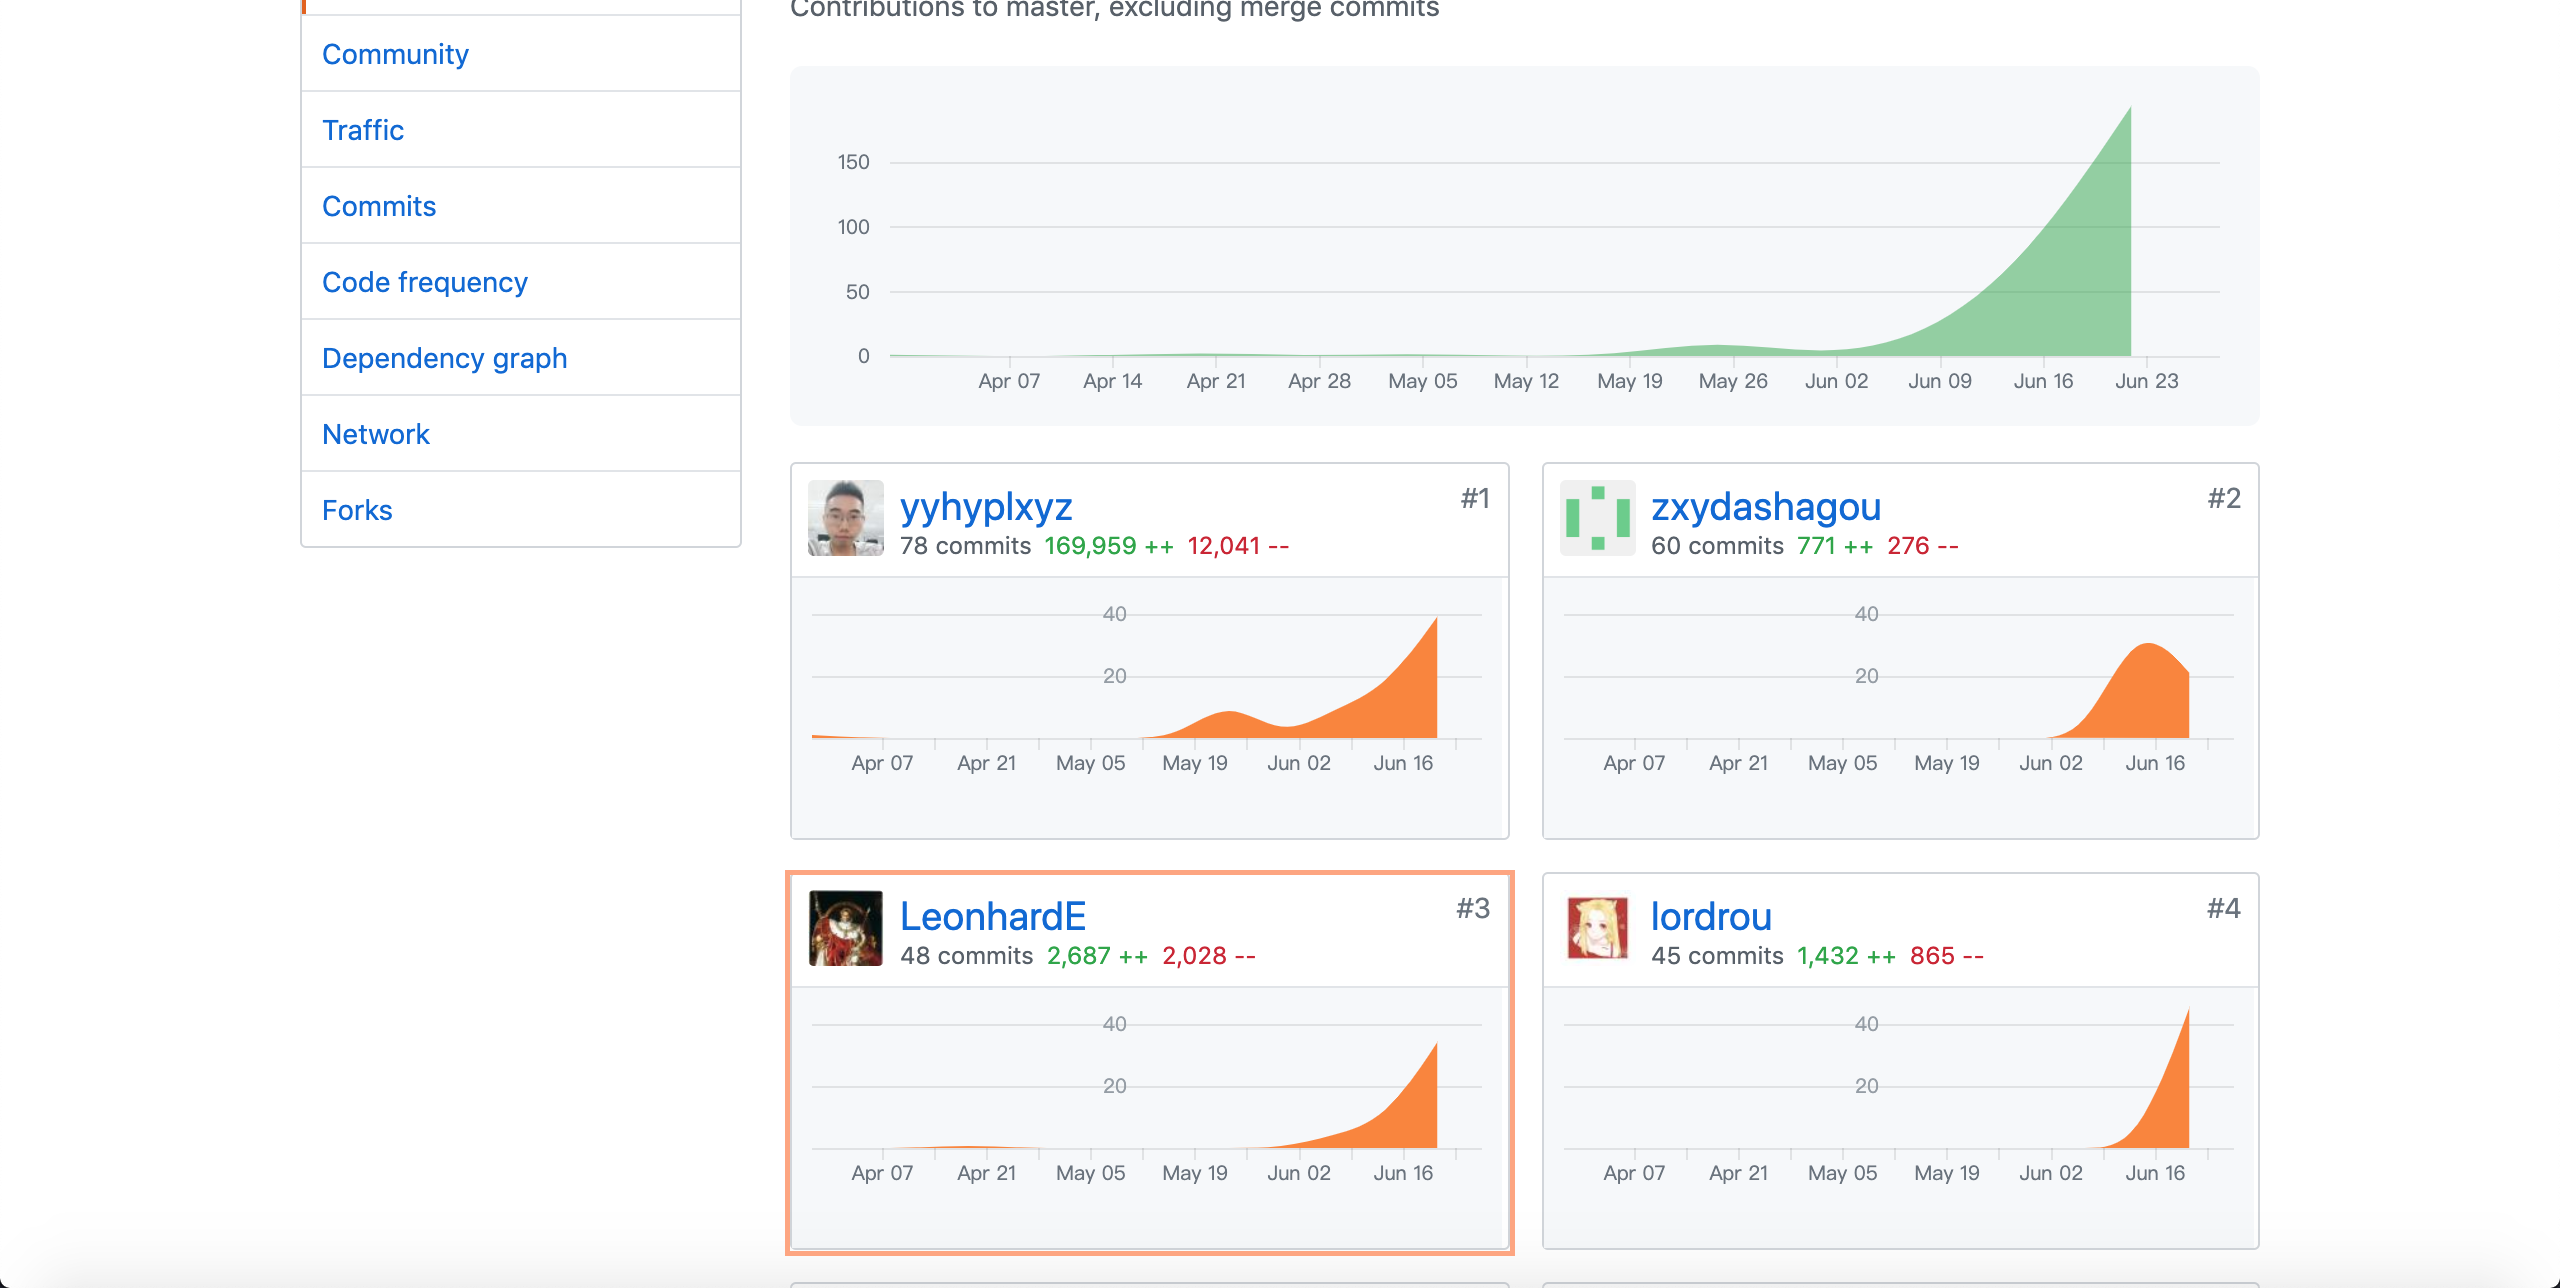 Contributions to master, excluding merge commits
Community
Traffic
Commits
Code frequency
Dependency graph
Network
Forks
150
100
50
0
Apr 07 Apr 14 Apr 21 Apr 28 May 05 May 12 May 19 May 26 Jun 02 Jun 09 Jun 16 Jun 23
yyhyplxyz #1
78 commits 169,959 ++ 12,041 --
40
20
Apr 07 Apr 21 May 05 May 19 Jun 02 Jun 16
zxydashagou #2
60 commits 771 ++ 276 --
40
20
Apr 07 Apr 21 May 05 May 19 Jun 02 Jun 16
LeonhardE #3
48 commits 2,687 ++ 2,028 --
40
20
Apr 07 Apr 21 May 05 May 19 Jun 02 Jun 16
lordrou #4
45 commits 1,432 ++ 865 --
40
20
Apr 07 Apr 21 May 05 May 19 Jun 02 Jun 16